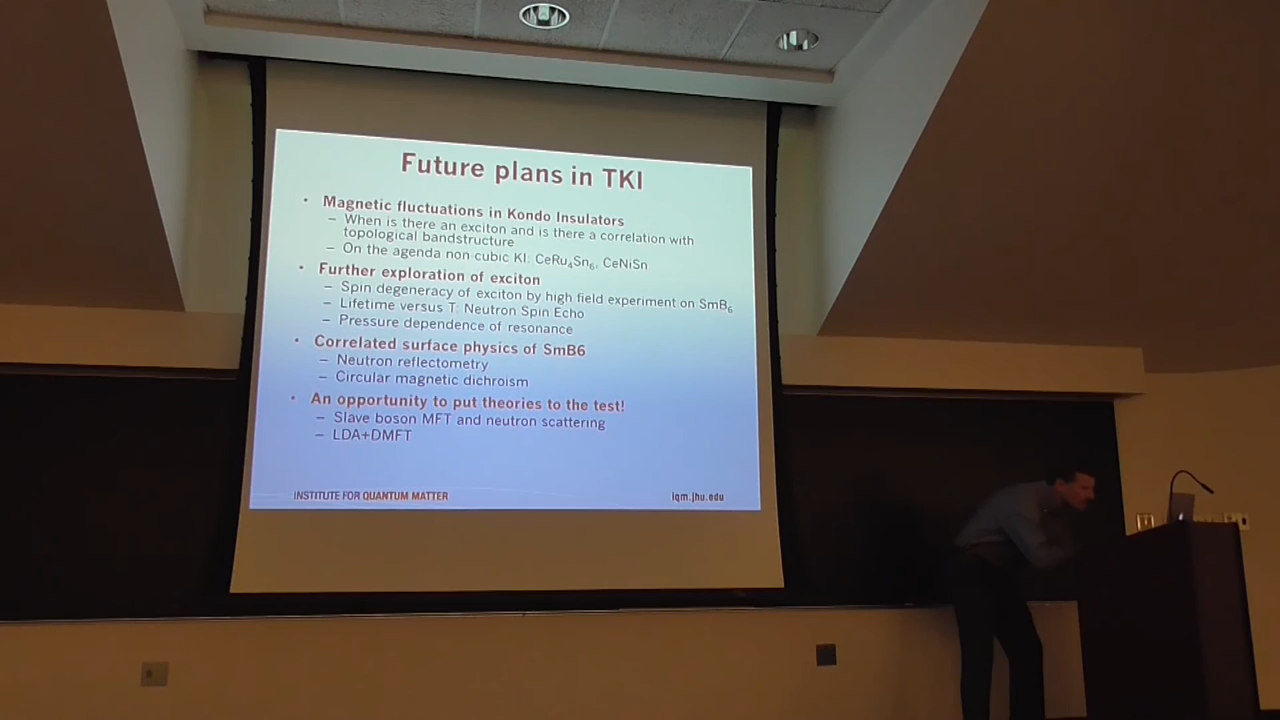 Future plans in TKI
• Magnetic fluctuations in Kondo Insulators
– When is there an exciton and is there a correlation with
topological bandstructure
– On the agenda non cubic KI: CeRu₄Sn₆, CeNiSn
• Further exploration of exciton
– Spin degeneracy of exciton by high field experiment on SmB₆
– Lifetime versus T: Neutron Spin Echo
– Pressure dependence of resonance
• Correlated surface physics of SmB6
– Neutron reflectometry
– Circular magnetic dichroism
• An opportunity to put theories to the test!
– Slave boson MFT and neutron scattering
– LDA+DMFT
INSTITUTE FOR QUANTUM MATTER
iqm.jhu.edu